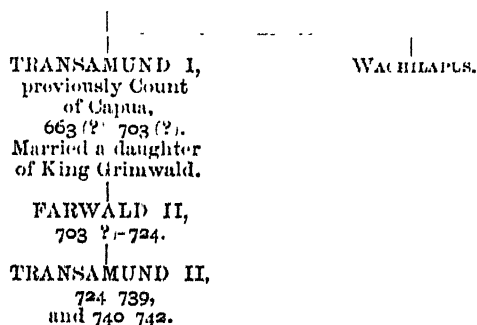 TRANSAMUND I,
previously Count
of Capua,
663 (?) 703 (?).
Married a daughter
of King Grimwald.
WACHILAPUS.
FARWALD II,
703 ?)-724.
TRANSAMUND II,
724 739,
and 740 742.